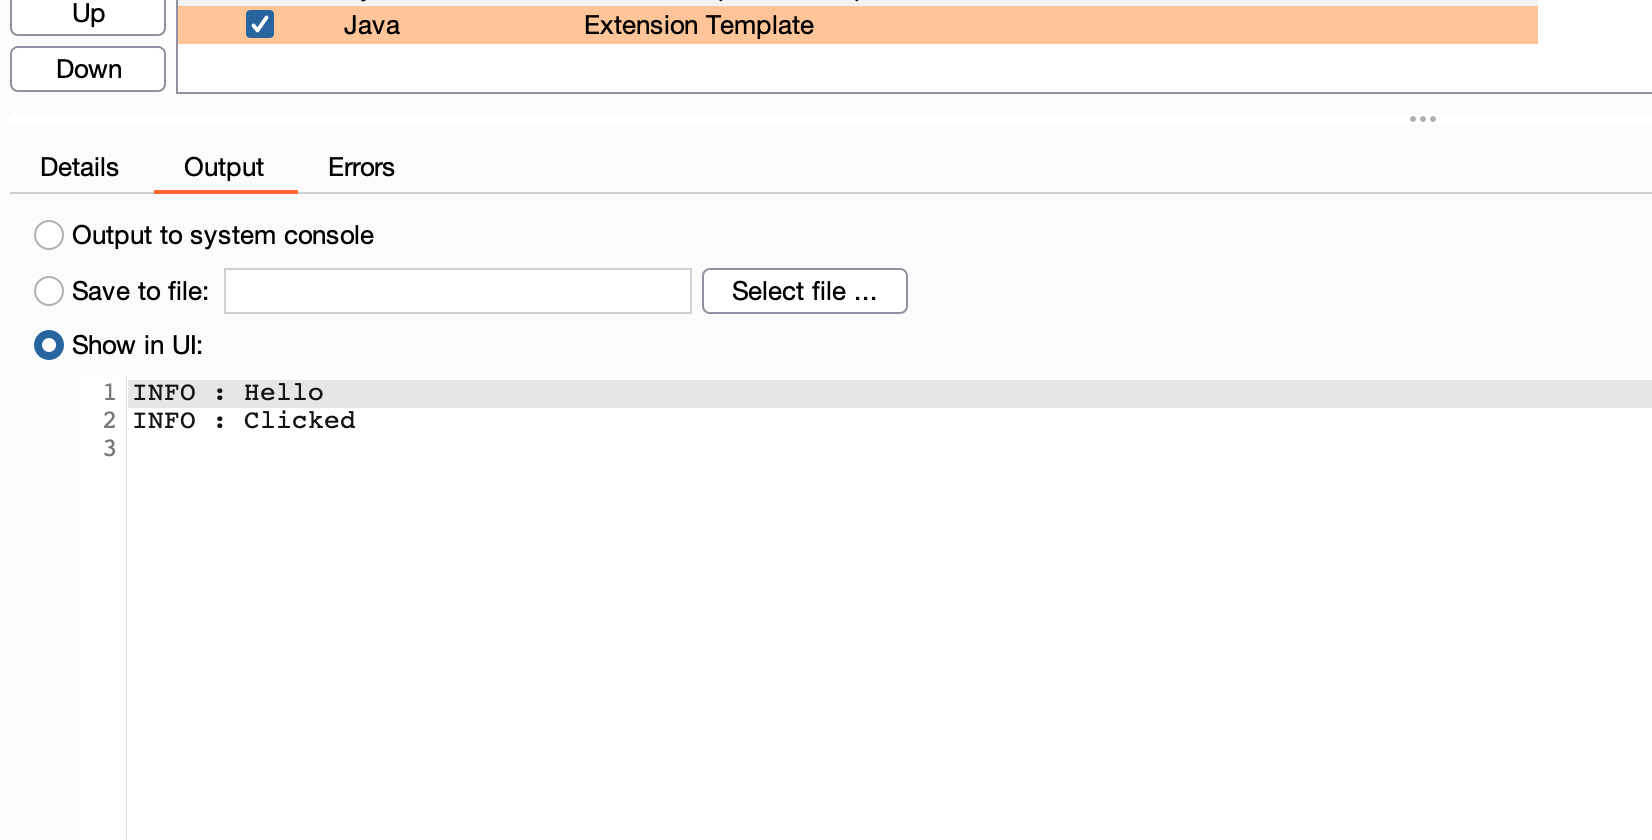 Up
Java Extension Template
Down
Details Output Errors
Output to system console
Save to file: Select file ...
Show in UI:
1 INFO : Hello
2 INFO : Clicked
3